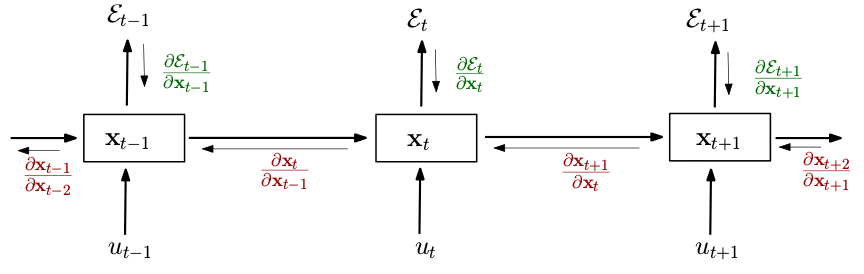 ℰ_{t−1} ℰ_t ℰ_{t+1}
∂ℰ_{t−1}/∂𝐱_{t−1} ∂ℰ_t/∂𝐱_t ∂ℰ_{t+1}/∂𝐱_{t+1}
𝐱_{t−1} 𝐱_t 𝐱_{t+1}
∂𝐱_{t−1}/∂𝐱_{t−2} ∂𝐱_t/∂𝐱_{t−1} ∂𝐱_{t+1}/∂𝐱_t ∂𝐱_{t+2}/∂𝐱_{t+1}
u_{t−1} u_t u_{t+1}